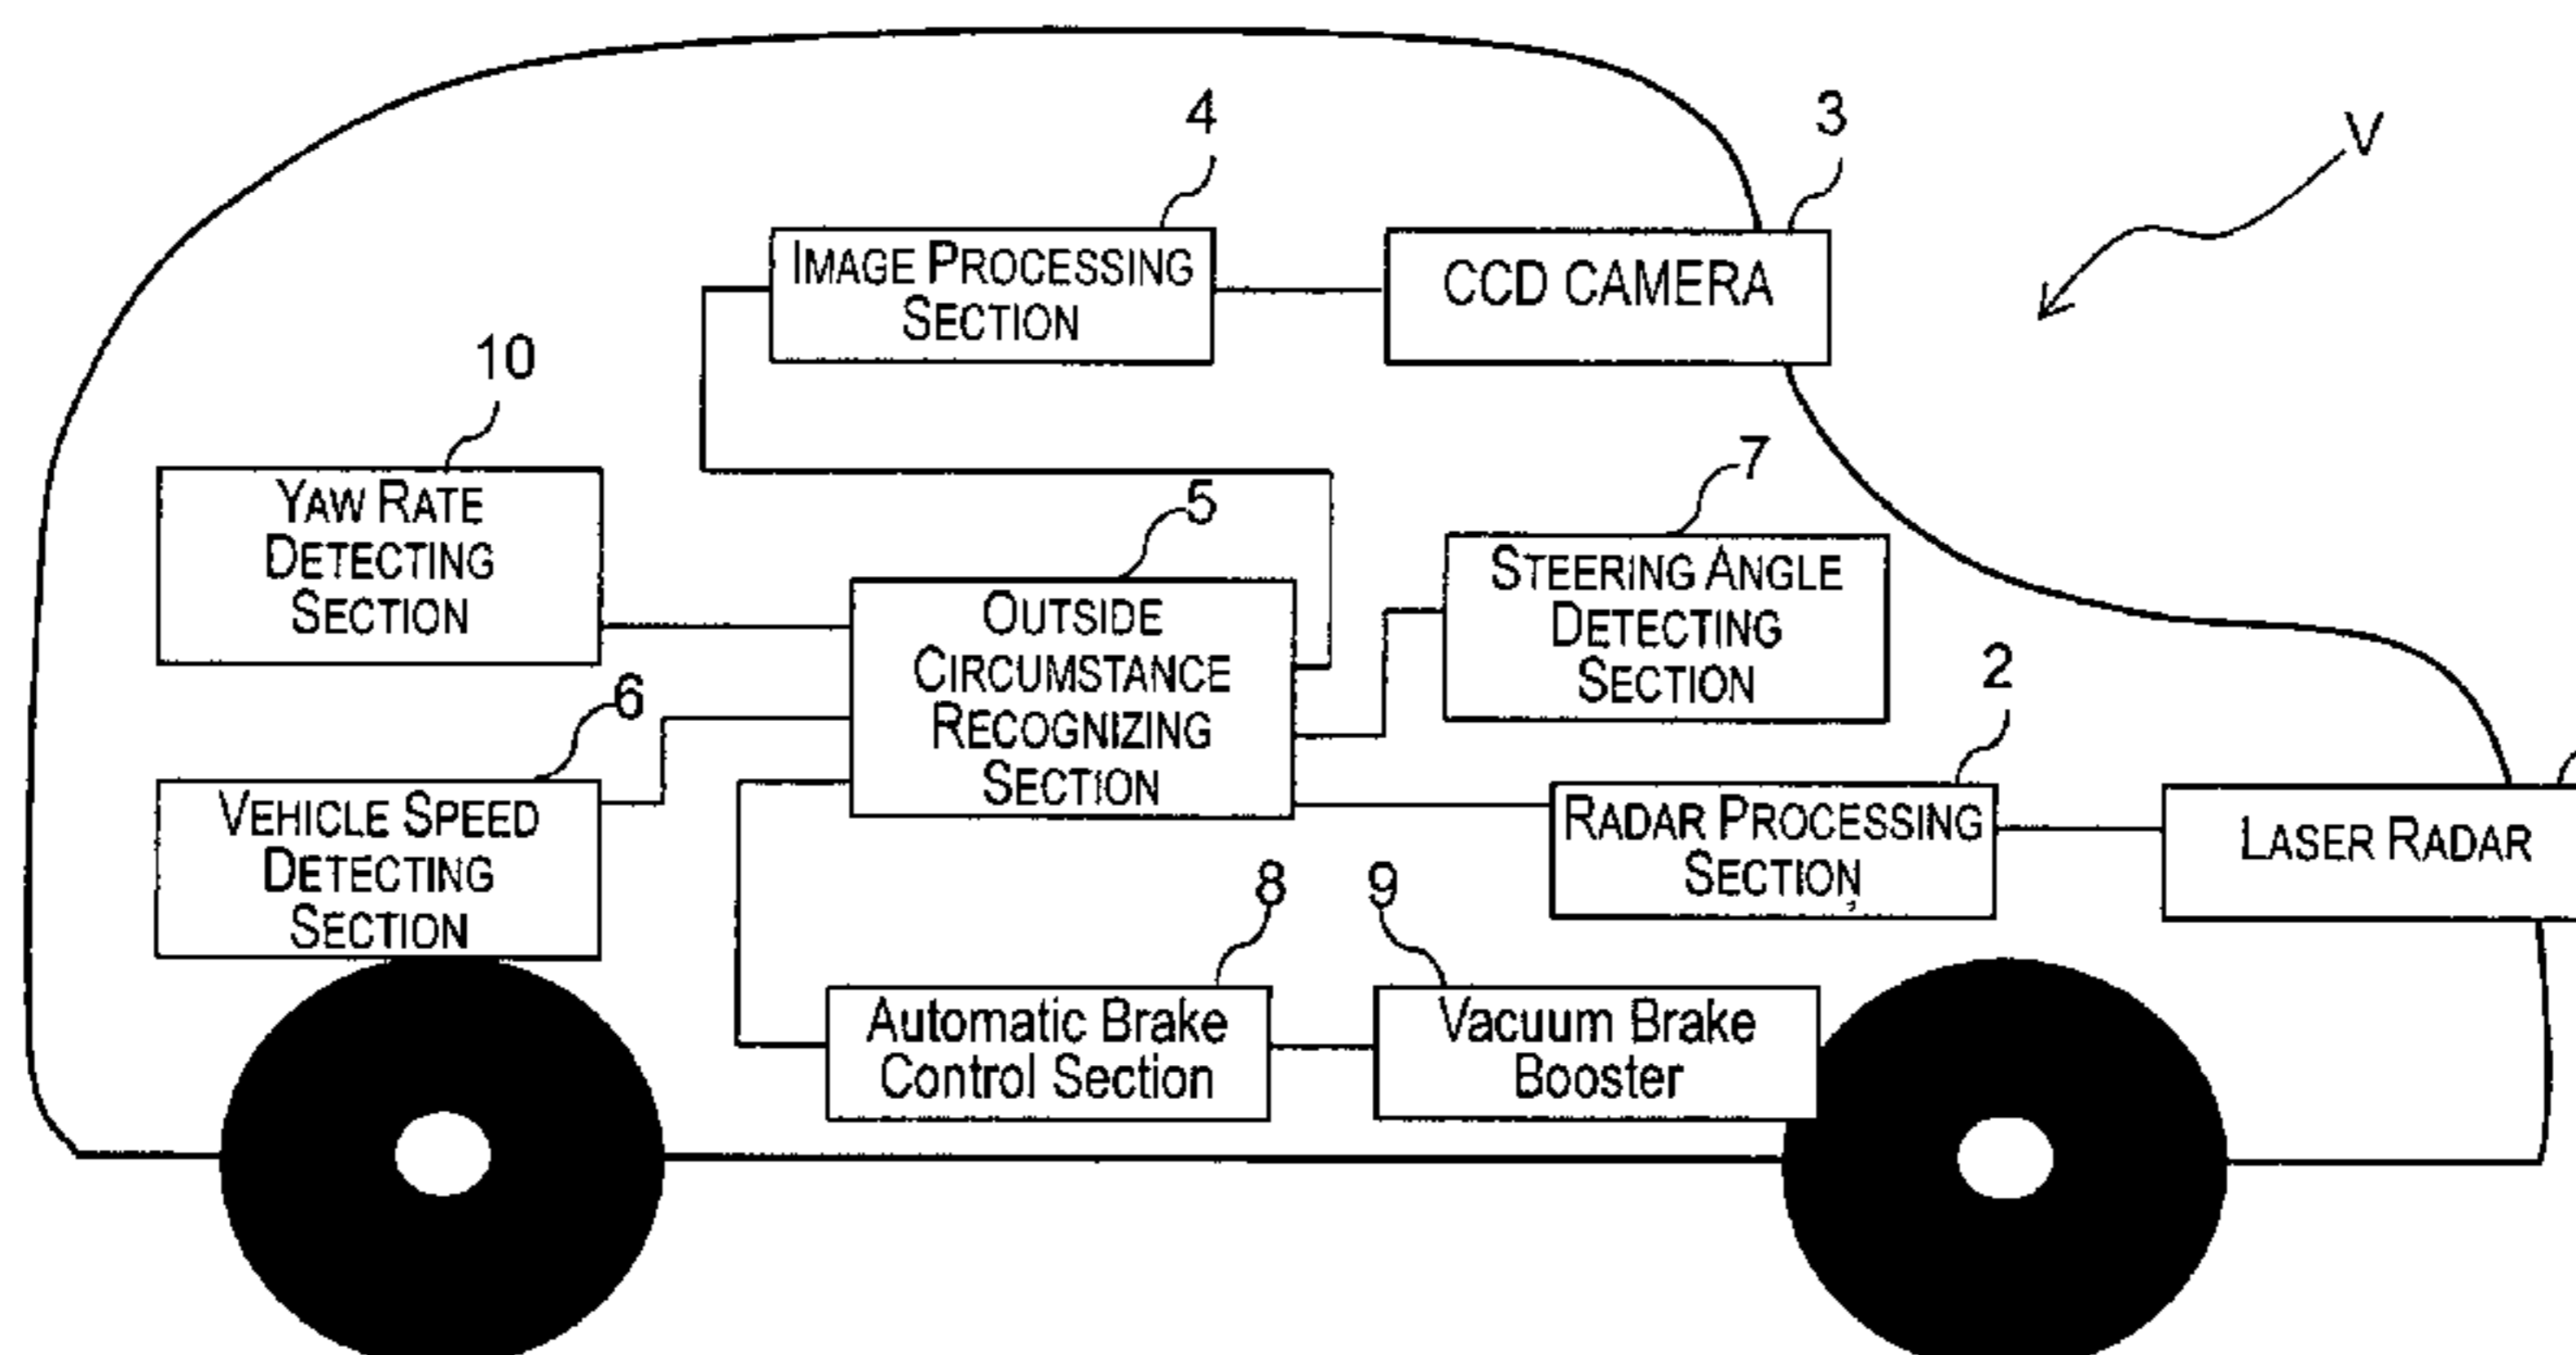 4
3
V
IMAGE PROCESSING
SECTION
CCD CAMERA
10
7
YAW RATE
DETECTING
SECTION
5
STEERING ANGLE
DETECTING
SECTION
OUTSIDE
CIRCUMSTANCE
RECOGNIZING
SECTION
6
2
VEHICLE SPEED
DETECTING
SECTION
RADAR PROCESSING
SECTION,
LASER RADAR
8
9
Automatic Brake
Control Section
Vacuum Brake
Booster